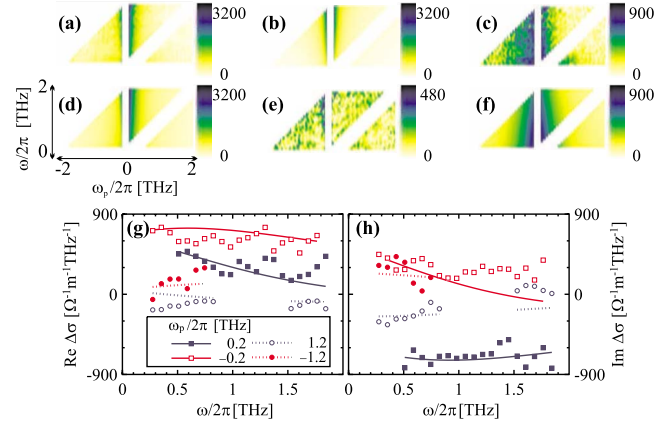 (a) 3200 0
(b) 3200 0
(c) 900 0
(d) 3200 0
(e) 480 0
(f) 900 0
ω/2π [THz]
2
0
-2 0 2
ωp/2π [THz]
(g)
900
0
-900
Re Δσ [Ω⁻¹m⁻¹THz⁻¹]
ωP/2π [THz]
0.2 1.2
−0.2 −1.2
0 0.5 1 1.5 2
ω/2π [THz]
(h)
900
0
-900
Im Δσ [Ω⁻¹m⁻¹THz⁻¹]
0 0.5 1 1.5 2
ω/2π [THz]